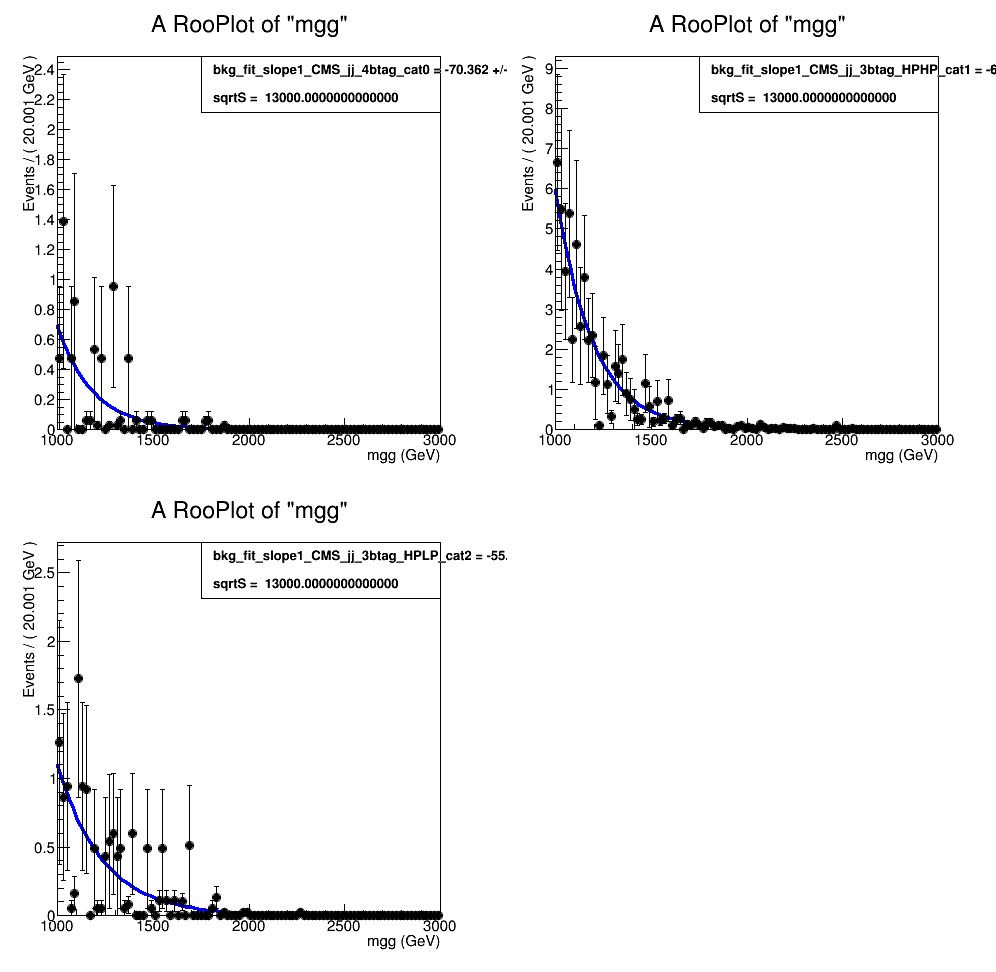 A RooPlot of "mgg"
Events / ( 20.001 GeV )
2.4
2.2
2
1.8
1.6
1.4
1.2
1
0.8
0.6
0.4
0.2
0
bkg_fit_slope1_CMS_jj_4btag_cat0 = -70.362 +/-
sqrtS = 13000.0000000000000
1000 1500 2000 2500 3000
mgg (GeV)
A RooPlot of "mgg"
Events / ( 20.001 GeV )
9
8
7
6
5
4
3
2
1
0
bkg_fit_slope1_CMS_jj_3btag_HPHP_cat1 = -6
sqrtS = 13000.0000000000000
1000 1500 2000 2500 3000
mgg (GeV)
A RooPlot of "mgg"
Events / ( 20.001 GeV )
2.5
2
1.5
1
0.5
0
bkg_fit_slope1_CMS_jj_3btag_HPLP_cat2 = -55.
sqrtS = 13000.0000000000000
1000 1500 2000 2500 3000
mgg (GeV)